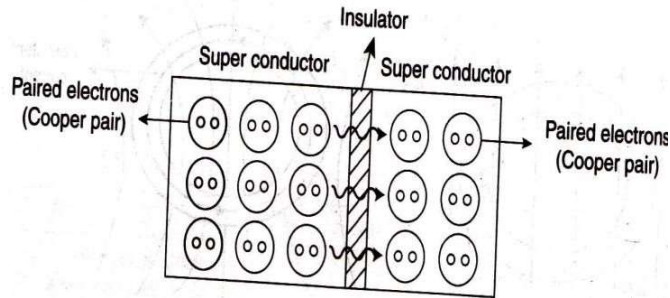 Insulator
Super conductor
Super conductor
Paired electrons
(Cooper pair)
Paired electrons
(Cooper pair)